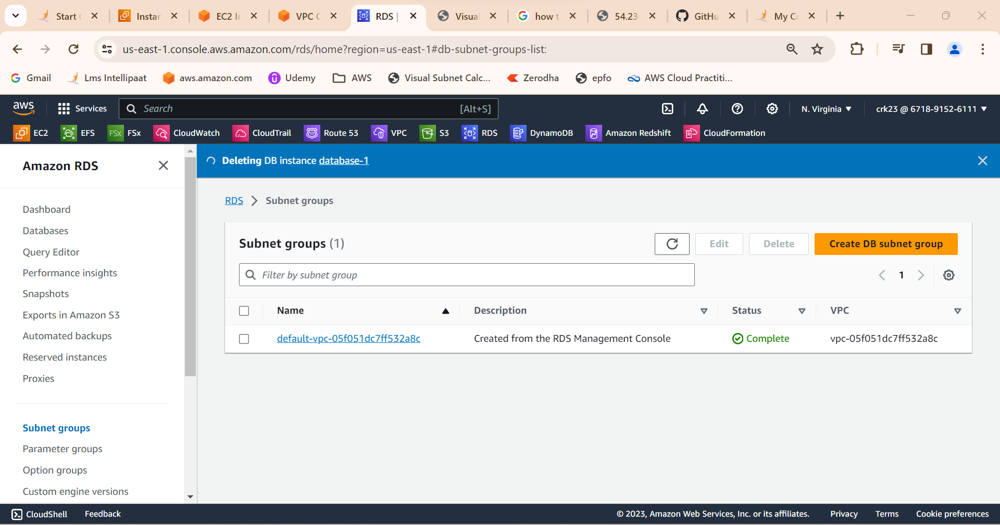 Start
Instan
EC2 In
VPC C
RDS |
Visual
how t
54.23
GitHu
My Co
us-east-1.console.aws.amazon.com/rds/home?region=us-east-1#db-subnet-groups-list:
Gmail
Lms Intellipaat
aws.amazon.com
Udemy
AWS
Visual Subnet Calc...
Zerodha
epfo
AWS Cloud Practiti...
aws
Services
Search
[Alt+S]
N. Virginia
crk23 @ 6718-9152-6111
EC2
EFS
FSx
FSx
CloudWatch
CloudTrail
53
Route 53
VPC
S3
RDS
DynamoDB
Amazon Redshift
CloudFormation
Amazon RDS
Dashboard
Databases
Query Editor
Performance insights
Snapshots
Exports in Amazon S3
Automated backups
Reserved instances
Proxies
Subnet groups
Parameter groups
Option groups
Custom engine versions
Deleting DB instance database-1
RDS
Subnet groups
Subnet groups (1)
Edit
Delete
Create DB subnet group
Filter by subnet group
1
Name
Description
Status
VPC
default-vpc-05f051dc7ff532a8c
Created from the RDS Management Console
Complete
vpc-05f051dc7ff532a8c
CloudShell
Feedback
© 2023, Amazon Web Services, Inc. or its affiliates.
Privacy
Terms
Cookie preferences